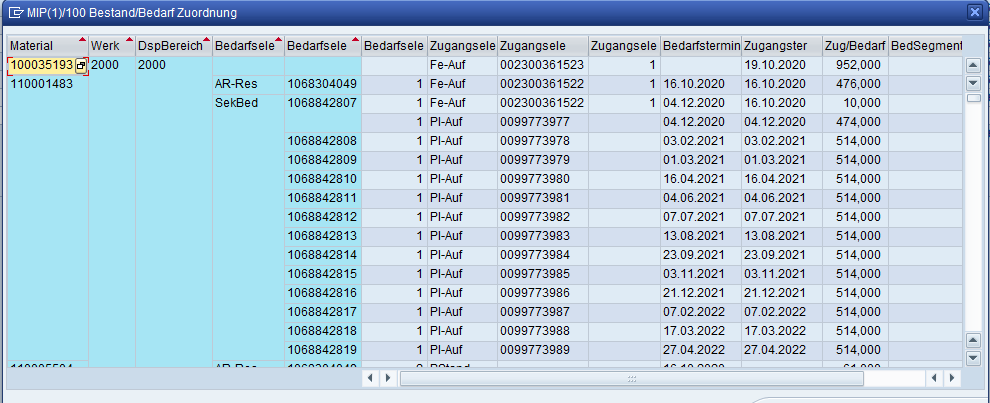 MIP(1)/100 Bestand/Bedarf Zuordnung
Material Werk DspBereich Bedarfsele Bedarfsele Bedarfsele Zugangsele Zugangsele Zugangsele Bedarfstermin Zugangster Zug/Bedarf BedSegment
100035193 2000 2000 Fe-Auf 002300361523 1 19.10.2020 952,000
110001483 AR-Res 1068304049 1 Fe-Auf 002300361522 1 16.10.2020 16.10.2020 476,000
SekBed 1068842807 1 Fe-Auf 002300361522 1 04.12.2020 16.10.2020 10,000
1 Pl-Auf 0099773977 04.12.2020 04.12.2020 474,000
1068842808 1 Pl-Auf 0099773978 03.02.2021 03.02.2021 514,000
1068842809 1 Pl-Auf 0099773979 01.03.2021 01.03.2021 514,000
1068842810 1 Pl-Auf 0099773980 16.04.2021 16.04.2021 514,000
1068842811 1 Pl-Auf 0099773981 04.06.2021 04.06.2021 514,000
1068842812 1 Pl-Auf 0099773982 07.07.2021 07.07.2021 514,000
1068842813 1 Pl-Auf 0099773983 13.08.2021 13.08.2021 514,000
1068842814 1 Pl-Auf 0099773984 23.09.2021 23.09.2021 514,000
1068842815 1 Pl-Auf 0099773985 03.11.2021 03.11.2021 514,000
1068842816 1 Pl-Auf 0099773986 21.12.2021 21.12.2021 514,000
1068842817 1 Pl-Auf 0099773987 07.02.2022 07.02.2022 514,000
1068842818 1 Pl-Auf 0099773988 17.03.2022 17.03.2022 514,000
1068842819 1 Pl-Auf 0099773989 27.04.2022 27.04.2022 514,000